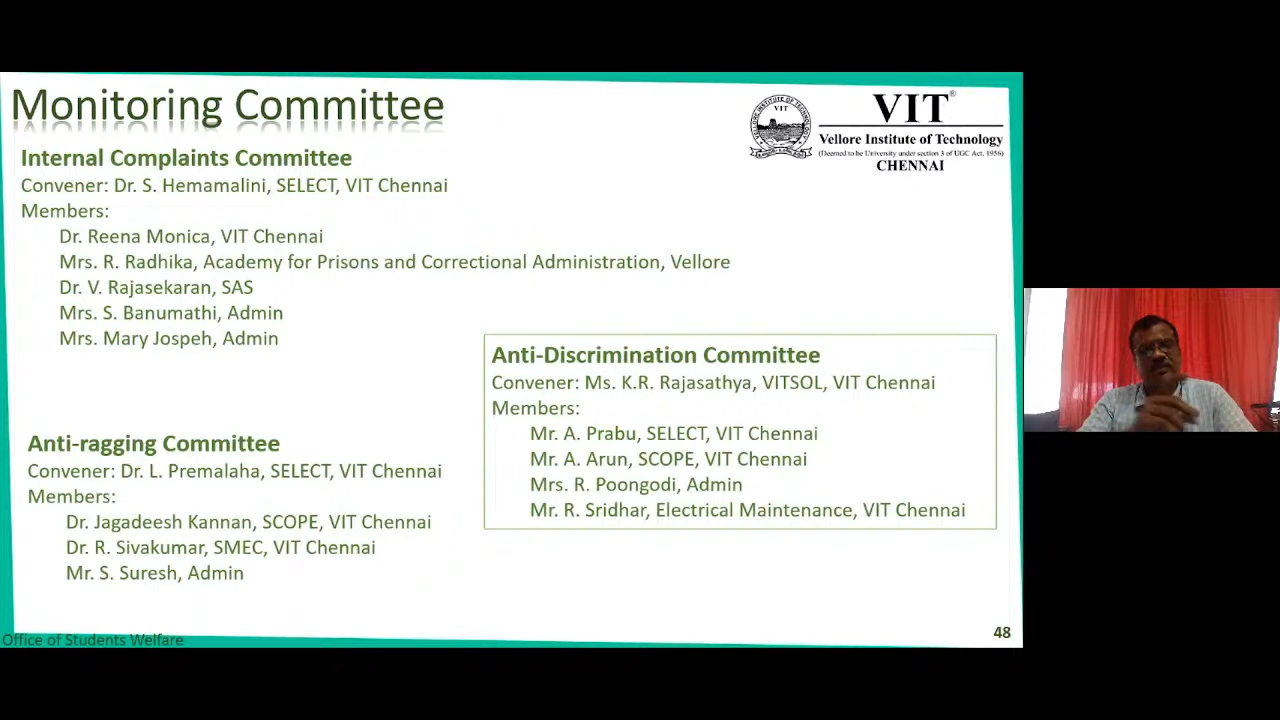 Monitoring Committee
VIT®
Vellore Institute of Technology
(Deemed to be University under section 3 of UGC Act, 1956)
CHENNAI
VELLORE INSTITUTE OF TECHNOLOGY
VIT
Internal Complaints Committee
Convener: Dr. S. Hemamalini, SELECT, VIT Chennai
Members:
Dr. Reena Monica, VIT Chennai
Mrs. R. Radhika, Academy for Prisons and Correctional Administration, Vellore
Dr. V. Rajasekaran, SAS
Mrs. S. Banumathi, Admin
Mrs. Mary Jospeh, Admin
Anti-Discrimination Committee
Convener: Ms. K.R. Rajasathya, VITSOL, VIT Chennai
Members:
Mr. A. Prabu, SELECT, VIT Chennai
Mr. A. Arun, SCOPE, VIT Chennai
Mrs. R. Poongodi, Admin
Mr. R. Sridhar, Electrical Maintenance, VIT Chennai
Anti-ragging Committee
Convener: Dr. L. Premalaha, SELECT, VIT Chennai
Members:
Dr. Jagadeesh Kannan, SCOPE, VIT Chennai
Dr. R. Sivakumar, SMEC, VIT Chennai
Mr. S. Suresh, Admin
Office of Students Welfare
48